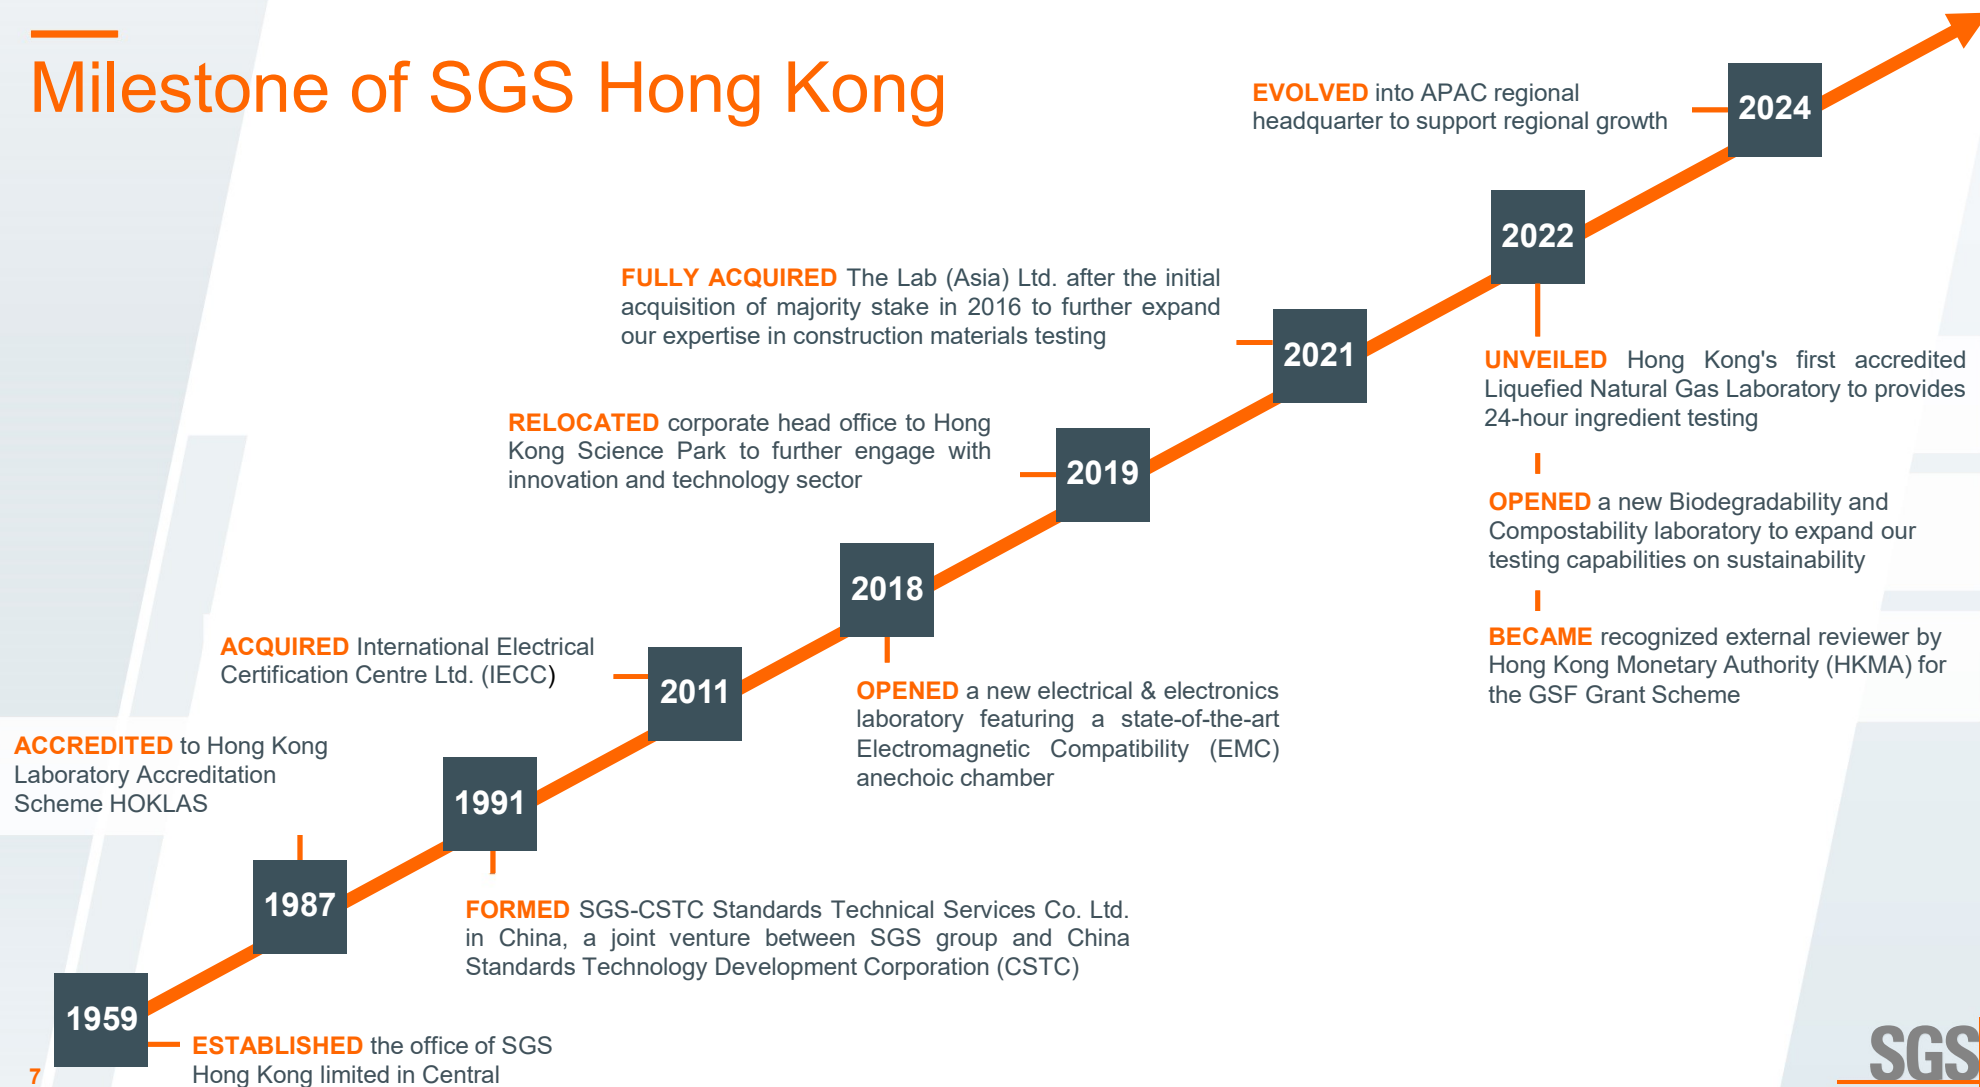 Milestone of SGS Hong Kong
EVOLVED into APAC regional
headquarter to support regional growth
2024
2022
UNVEILED Hong Kong's first accredited
Liquefied Natural Gas Laboratory to provides
24-hour ingredient testing
OPENED a new Biodegradability and
Compostability laboratory to expand our
testing capabilities on sustainability
BECAME recognized external reviewer by
Hong Kong Monetary Authority (HKMA) for
the GSF Grant Scheme
FULLY ACQUIRED The Lab (Asia) Ltd. after the initial
acquisition of majority stake in 2016 to further expand
our expertise in construction materials testing
2021
RELOCATED corporate head office to Hong
Kong Science Park to further engage with
innovation and technology sector
2019
2018
OPENED a new electrical & electronics
laboratory featuring a state-of-the-art
Electromagnetic Compatibility (EMC)
anechoic chamber
ACQUIRED International Electrical
Certification Centre Ltd. (IECC)
2011
1991
FORMED SGS-CSTC Standards Technical Services Co. Ltd.
in China, a joint venture between SGS group and China
Standards Technology Development Corporation (CSTC)
ACCREDITED to Hong Kong
Laboratory Accreditation
Scheme HOKLAS
1987
1959
ESTABLISHED the office of SGS
Hong Kong limited in Central
7
SGS